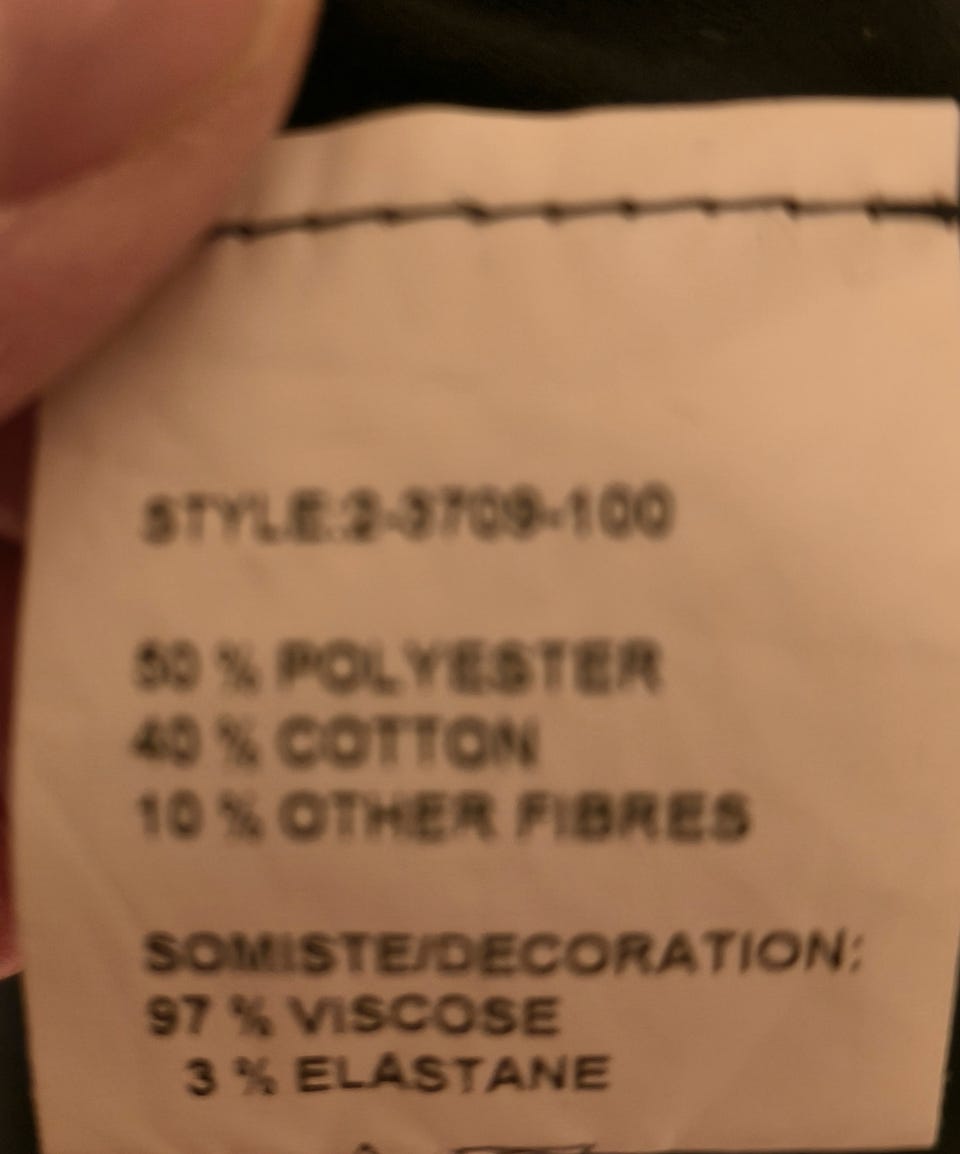 STYLE:2-3709-100
50 % POLYESTER
40 % COTTON
10 % OTHER FIBRES
SOMISTE/DECORATION:
97 % VISCOSE
3 % ELASTANE